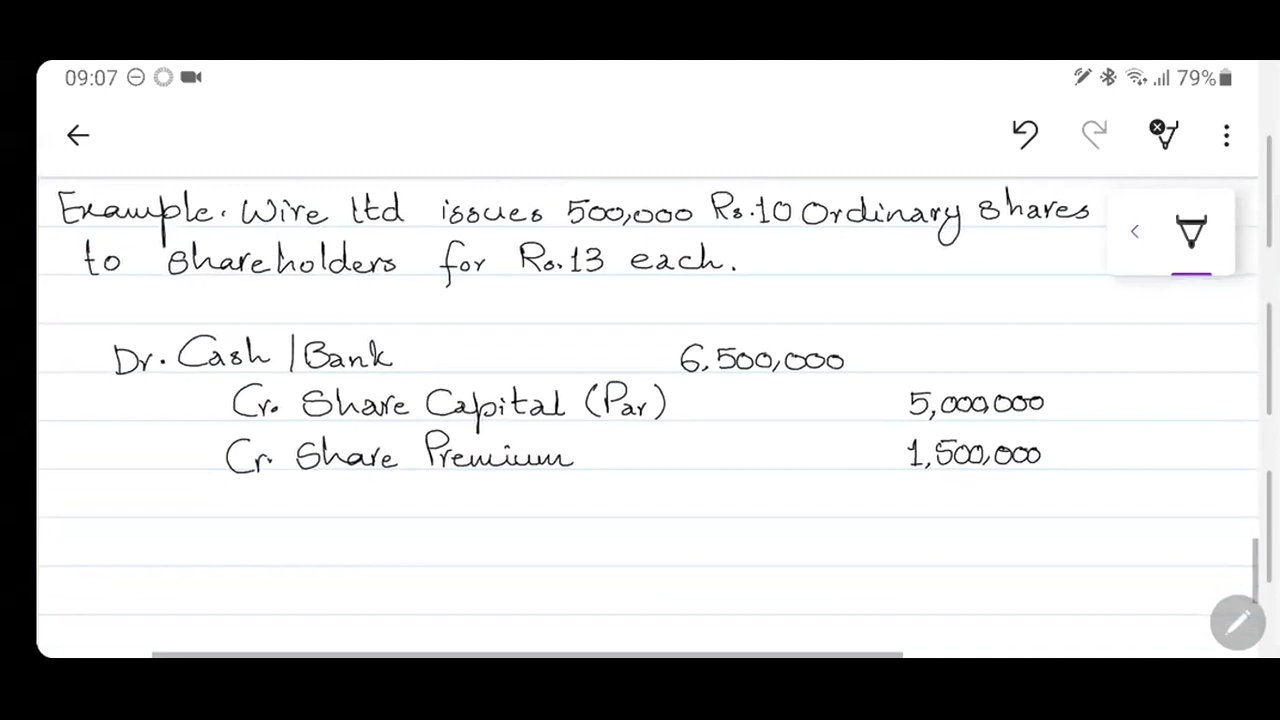 09:07 79%
Example. Wire ltd issues 500,000 Rs.10 Ordinary shares
to shareholders for Rs.13 each.
Dr. Cash / Bank 6,500,000
Cr. Share Capital (Par) 5,000,000
Cr. Share Premium 1,500,000